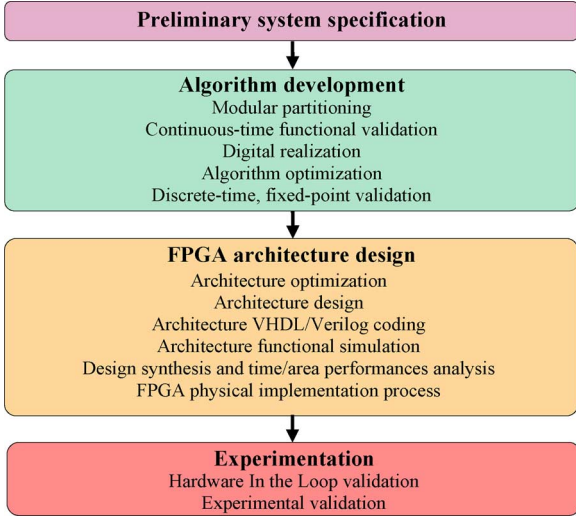 Preliminary system specification
Algorithm development
Modular partitioning
Continuous-time functional validation
Digital realization
Algorithm optimization
Discrete-time, fixed-point validation
FPGA architecture design
Architecture optimization
Architecture design
Architecture VHDL/Verilog coding
Architecture functional simulation
Design synthesis and time/area performances analysis
FPGA physical implementation process
Experimentation
Hardware In the Loop validation
Experimental validation